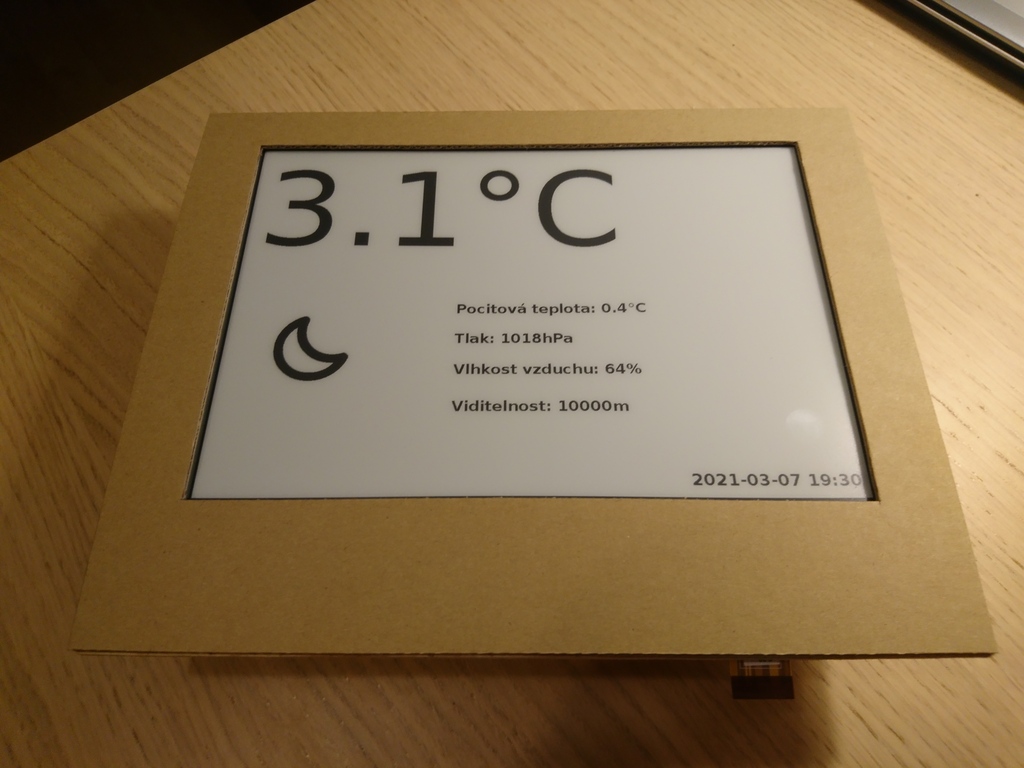 3.1°C
Pocitová teplota: 0.4°C
Tlak: 1018hPa
Vlhkost vzduchu: 64%
Viditelnost: 10000m
2021-03-07 19:30